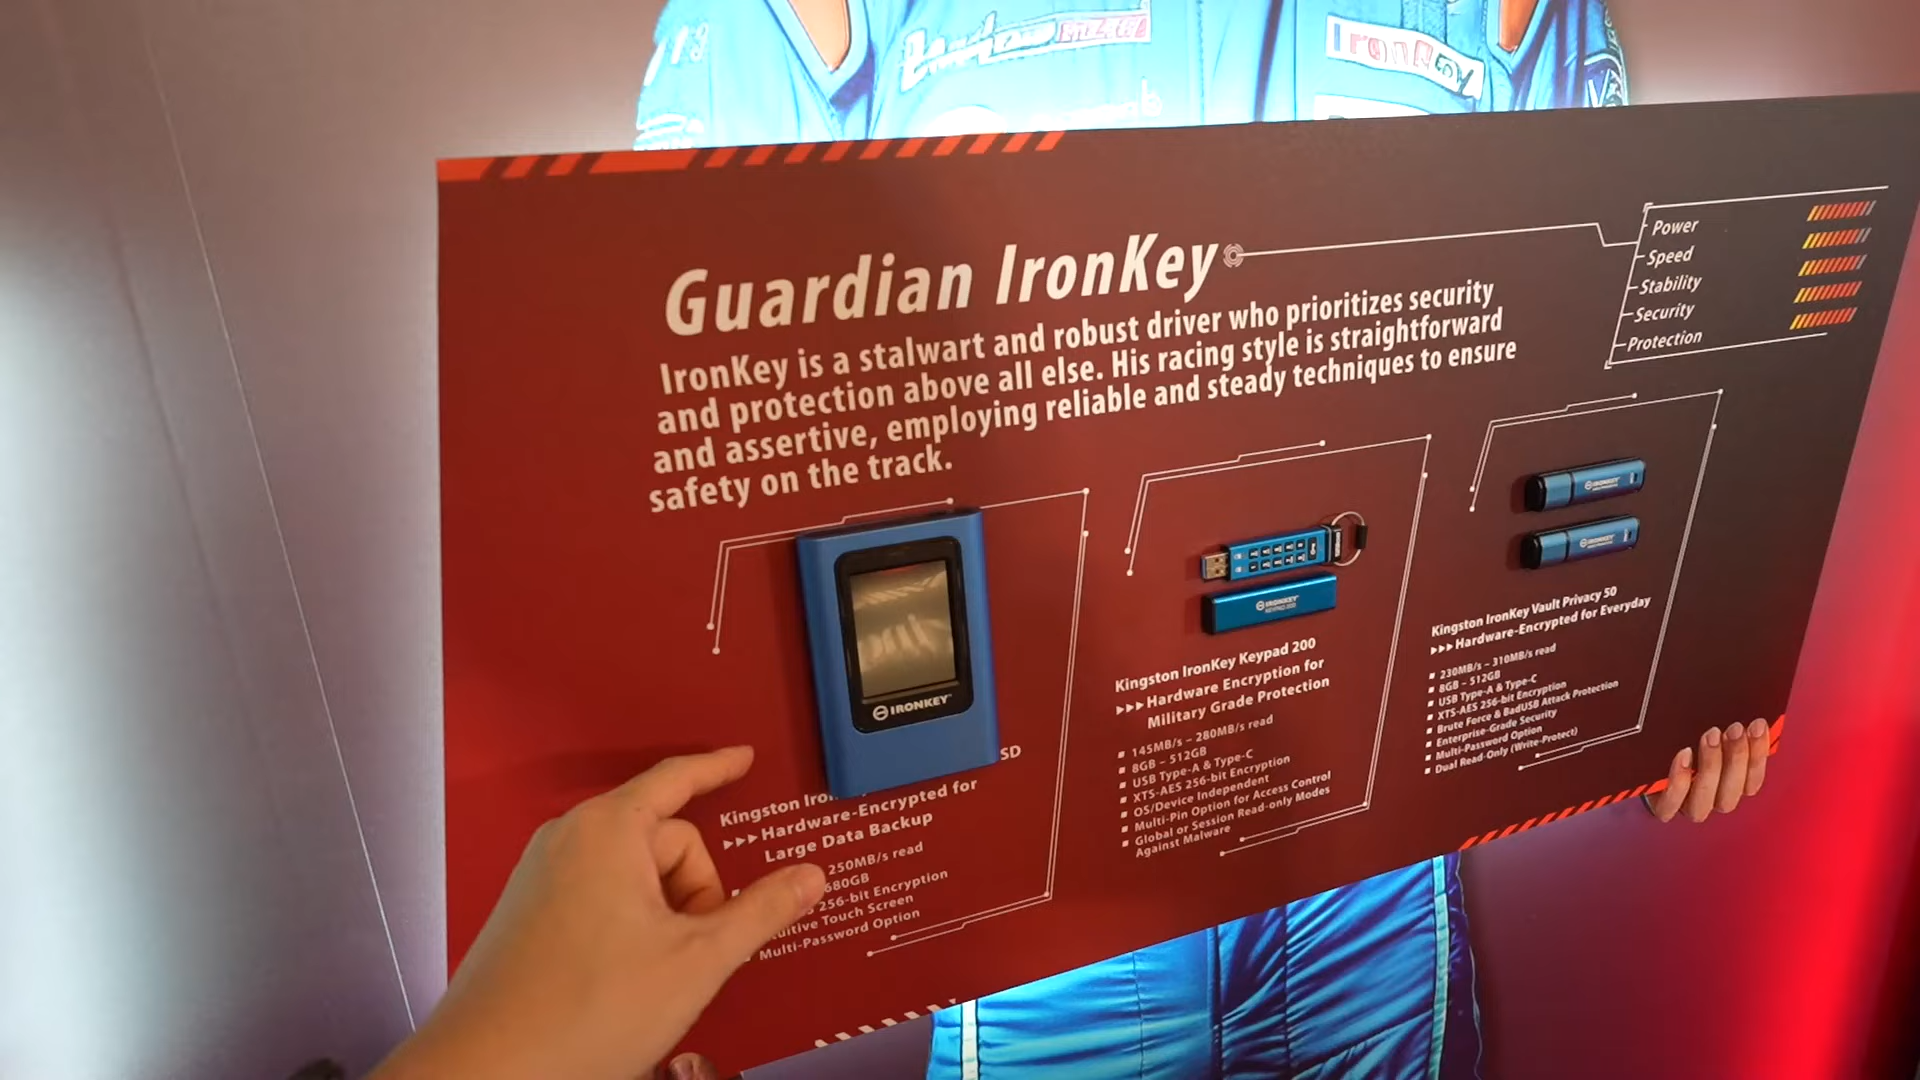 IronKey
Guardian IronKey
IronKey is a stalwart and robust driver who prioritizes security
and protection above all else. His racing style is straightforward
and assertive, employing reliable and steady techniques to ensure
safety on the track.
Power
Speed
Stability
Security
Protection
IRONKEY
SD
Kingston
▸▸▸Hardware-Encrypted for
Large Data Backup
250MB/s read
680GB
256-bit Encryption
Touch Screen
Multi-Password Option
IRONKEY
KEYPAD 200
Kingston IronKey Keypad 200
▸▸▸Hardware Encryption for
Military Grade Protection
▪ 145MB/s – 280MB/s read
▪ 8GB – 512GB
▪ USB Type-A & Type-C
▪ XTS-AES 256-bit Encryption
▪ OS/Device Independent
▪ Multi-Pin Option for Access Control
▪ Global or Session Read-only Modes
Against Malware
IRONKEY
IRONKEY
Kingston IronKey Vault Privacy 50
▸▸▸Hardware-Encrypted for Everyday
▪ 230MB/s – 310MB/s read
▪ 8GB – 512GB
▪ USB Type-A & Type-C
▪ XTS-AES 256-bit Encryption
▪ Brute Force & BadUSB Attack Protection
▪ Enterprise-Grade Security
▪ Multi-Password Option
▪ Dual Read-Only (Write-Protect)